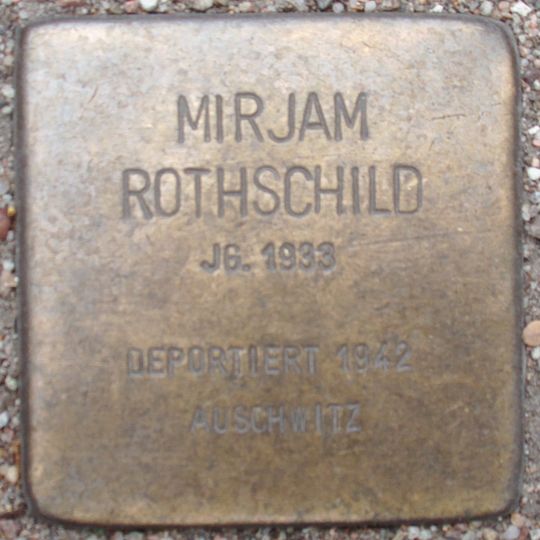 MIRJAM
ROTHSCHILD
JG. 1933
DEPORTIERT 1942
AUSCHWITZ